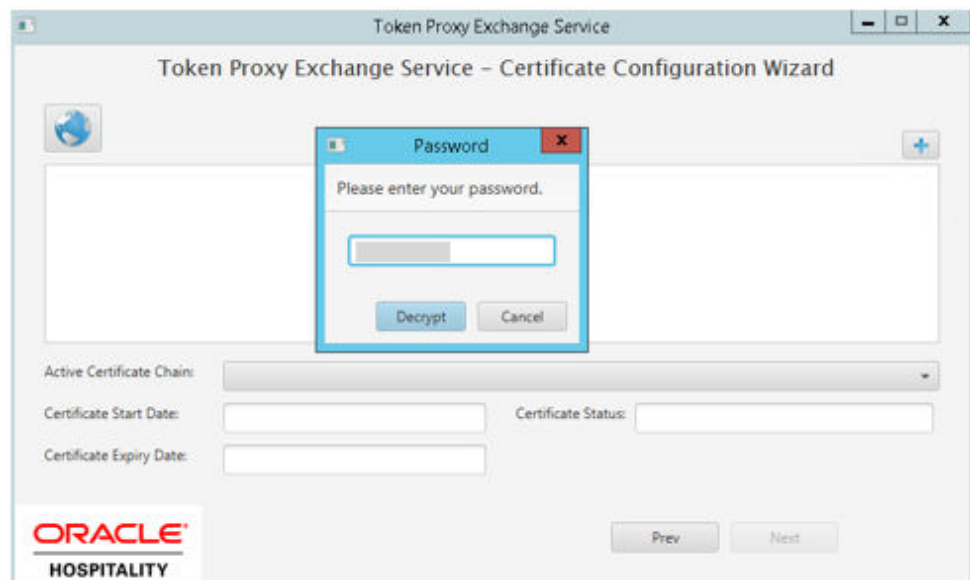 Token Proxy Exchange Service
Token Proxy Exchange Service – Certificate Configuration Wizard
Password
Please enter your password.
Decrypt
Cancel
Active Certificate Chain:
Certificate Start Date:
Certificate Status:
Certificate Expiry Date:
Prev
Next
ORACLE®
HOSPITALITY